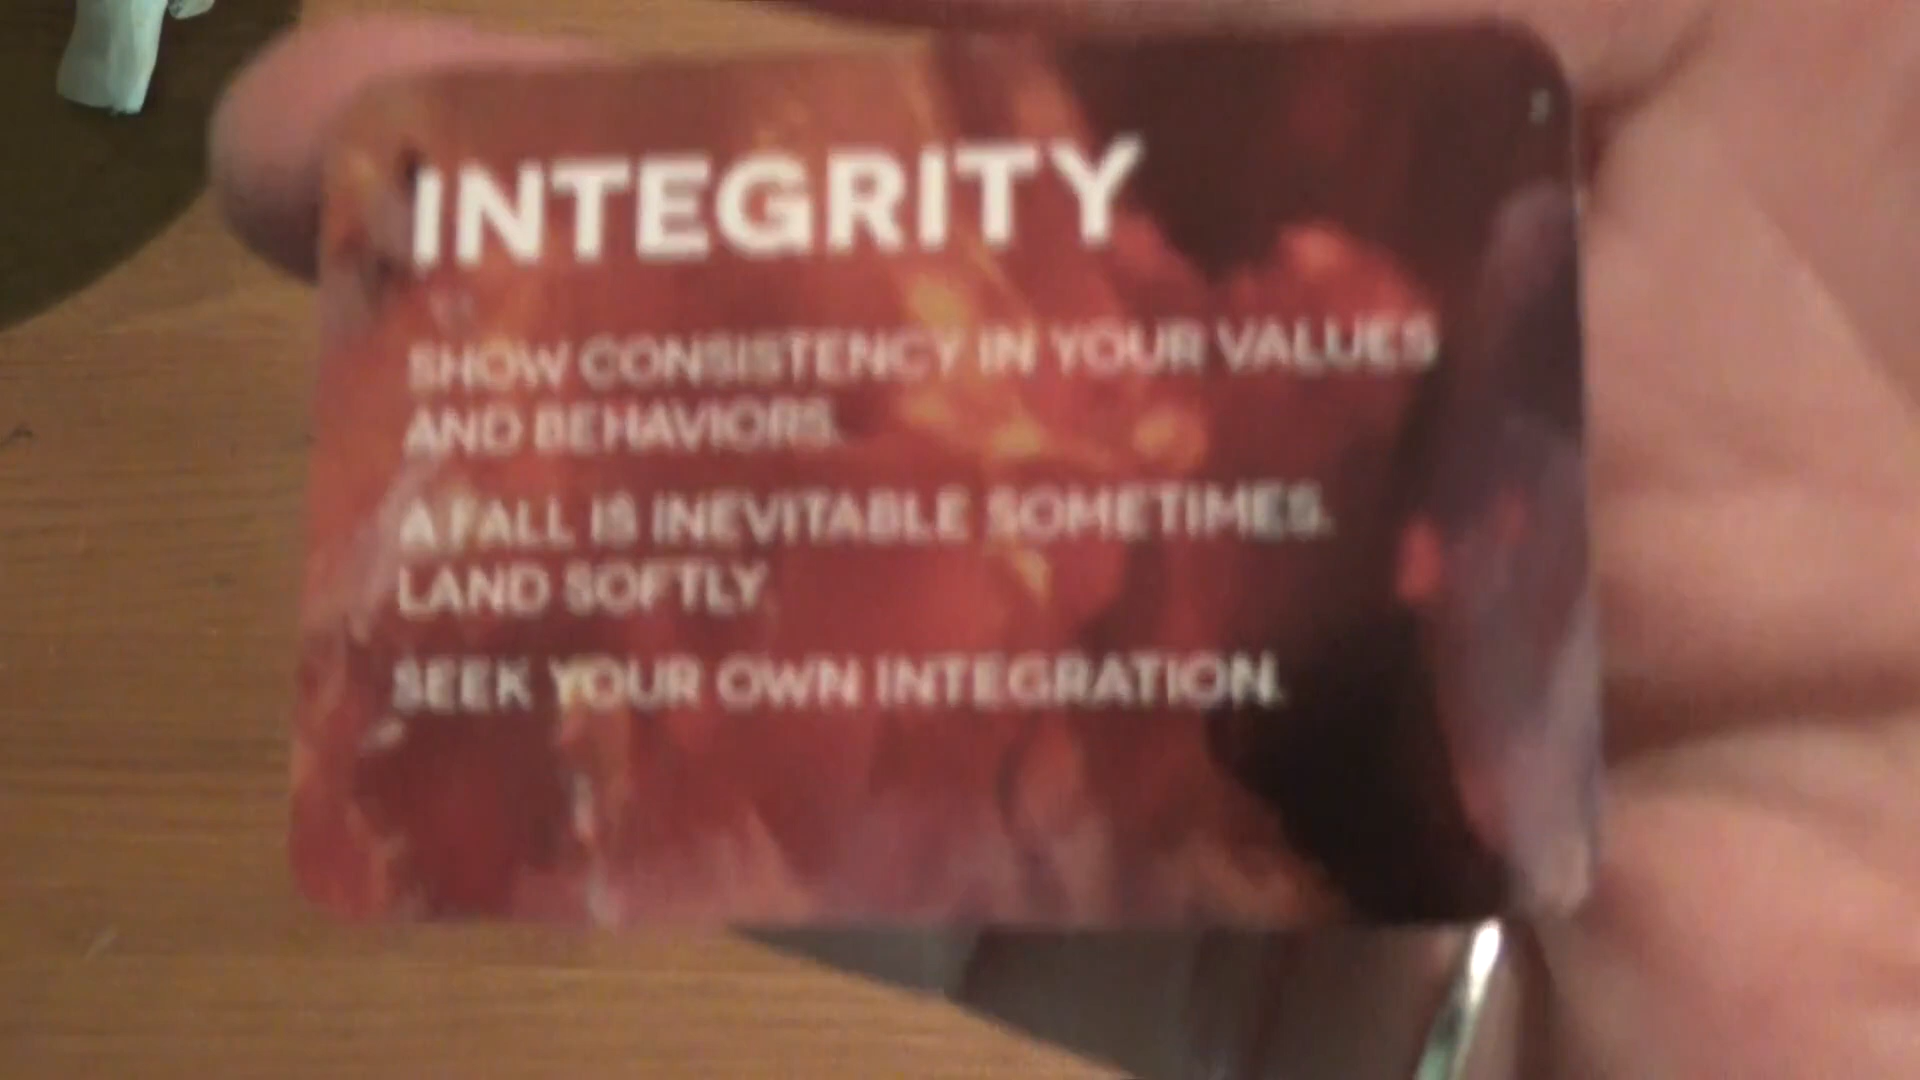 INTEGRITY
SHOW CONSISTENCY IN YOUR VALUES
AND BEHAVIORS.
A FALL IS INEVITABLE SOMETIMES.
LAND SOFTLY.
SEEK YOUR OWN INTEGRATION.